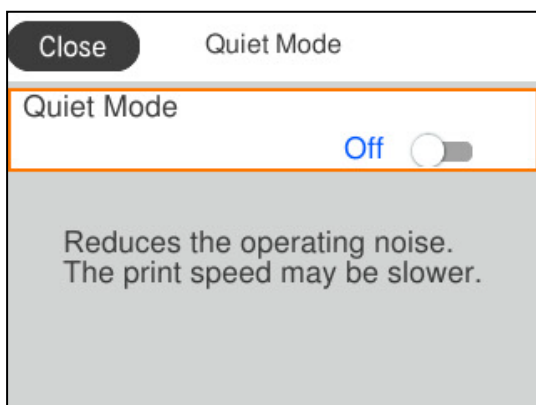 Close
Quiet Mode
Quiet Mode
Off
Reduces the operating noise.
The print speed may be slower.